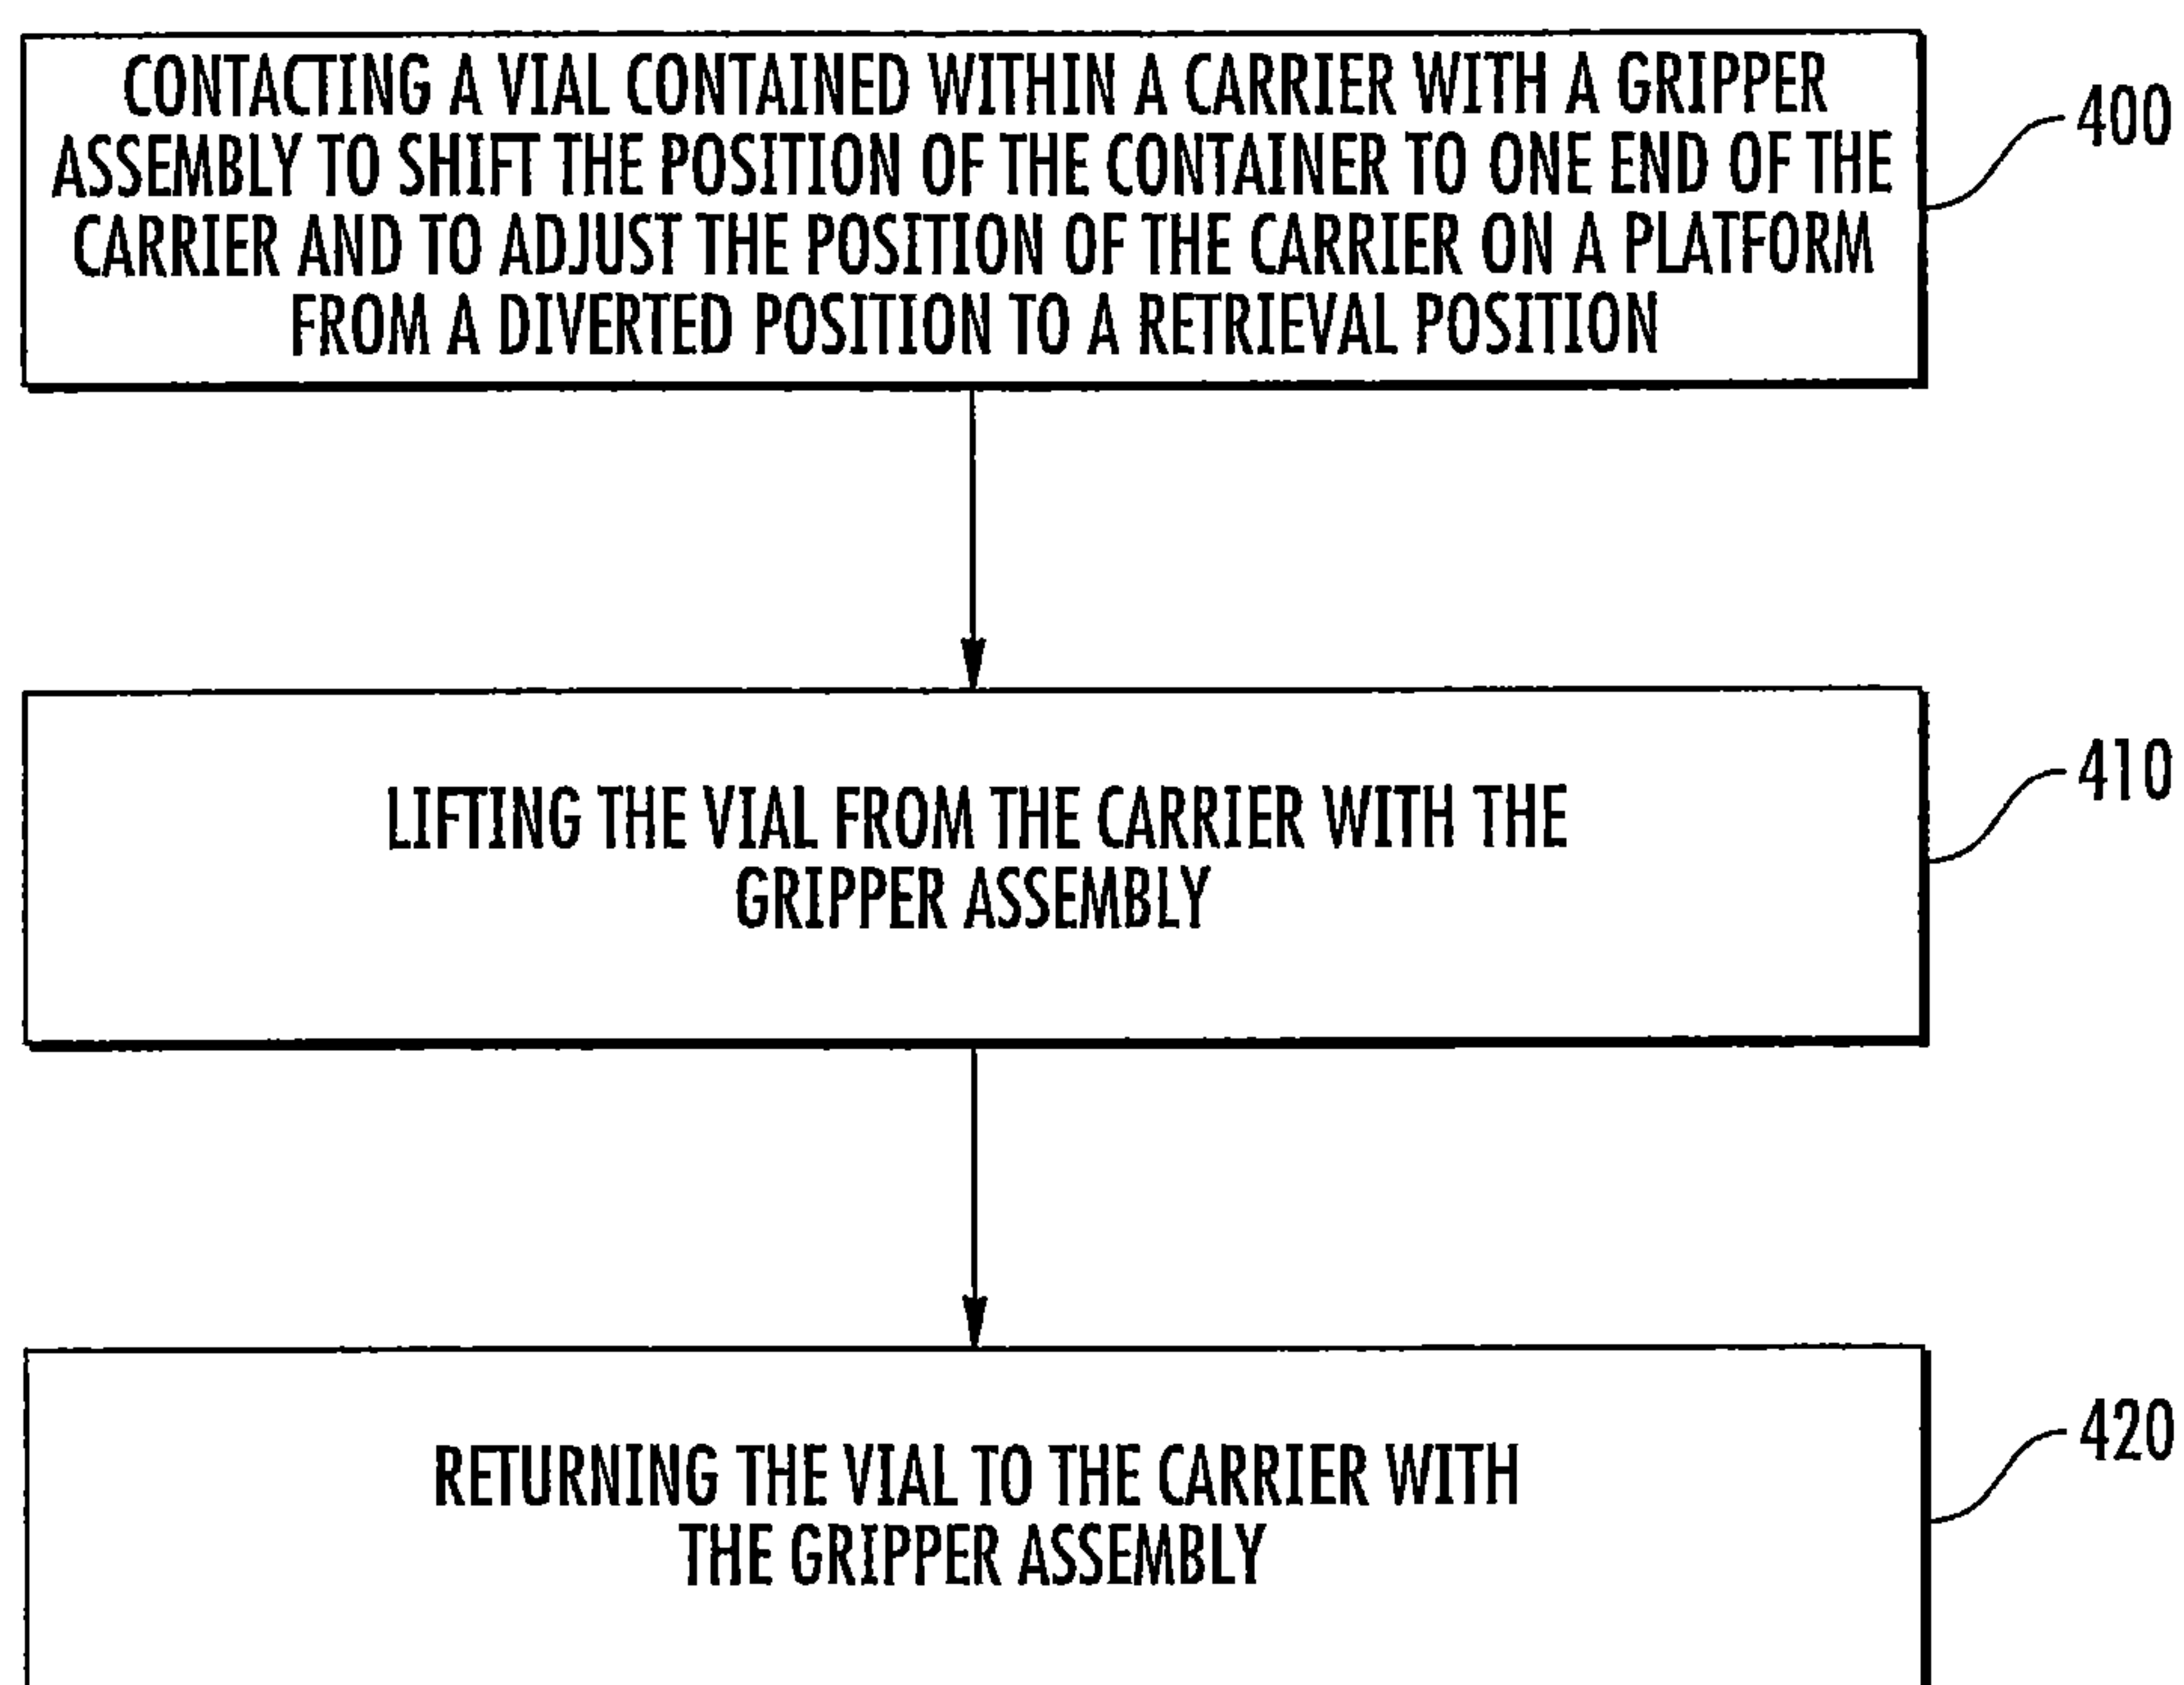 CONTACTING A VIAL CONTAINED WITHIN A CARRIER WITH A GRIPPER
ASSEMBLY TO SHIFT THE POSITION OF THE CONTAINER TO ONE END OF THE
CARRIER AND TO ADJUST THE POSITION OF THE CARRIER ON A PLATFORM
FROM A DIVERTED POSITION TO A RETRIEVAL POSITION
400
LIFTING THE VIAL FROM THE CARRIER WITH THE
GRIPPER ASSEMBLY
410
RETURNING THE VIAL TO THE CARRIER WITH
THE GRIPPER ASSEMBLY
420